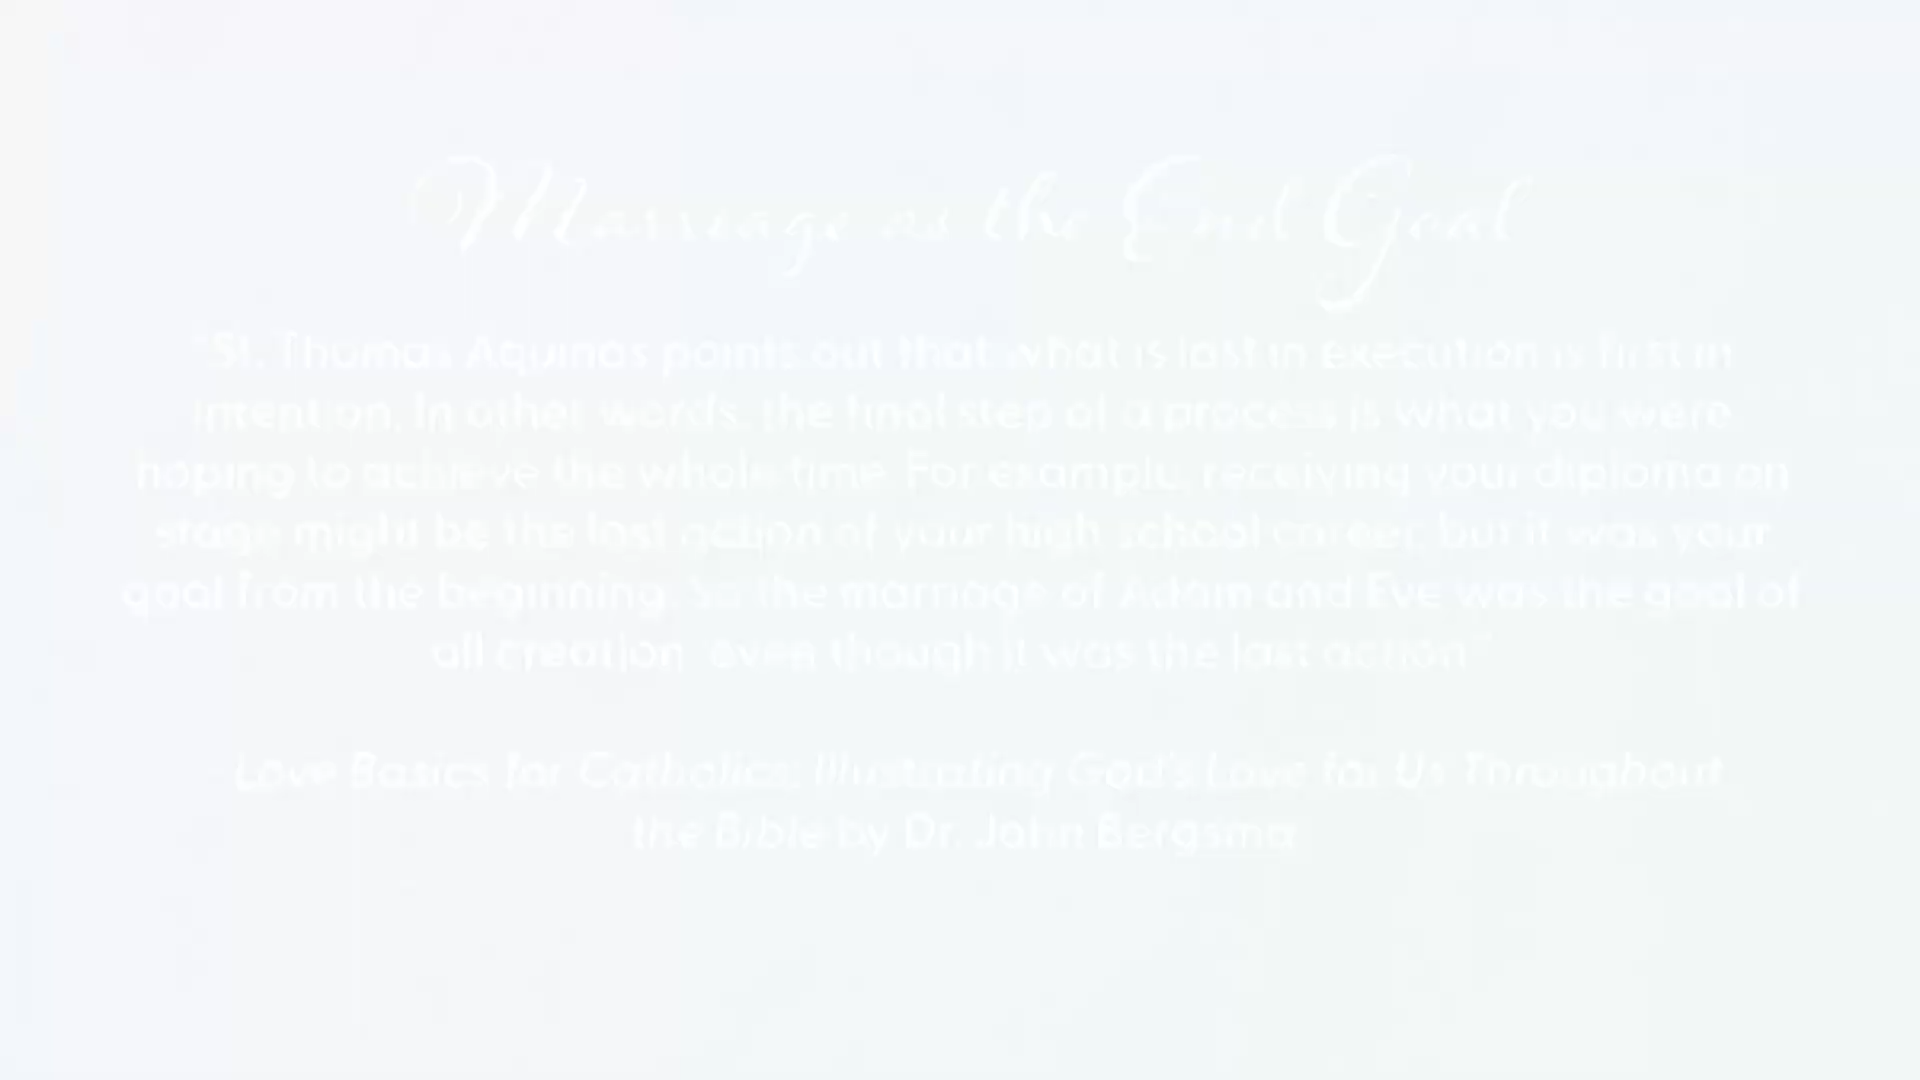 Marriage as the End Goal
"St. Thomas Aquinas points out that what is last in execution is first in
intention. In other words, the final step of a process is what you were
hoping to achieve the whole time. For example, receiving your diploma on
stage might be the last action of your high school career, but it was your
goal from the beginning. So the marriage of Adam and Eve was the goal of
all creation, even though it was the last action"
Love Basics for Catholics: Illustrating God's Love for Us Throughout
the Bible by Dr. John Bergsma